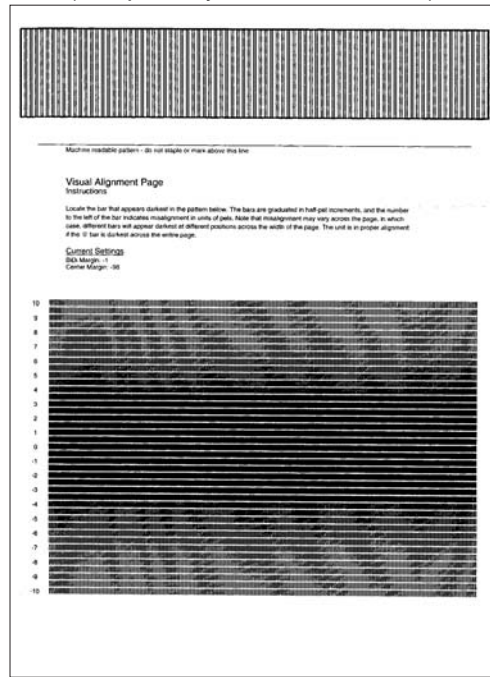 Machine readable pattern - do not staple or mark above this line
Visual Alignment Page
Instructions
Locate the bar that appears darkest in the pattern below. The bars are graduated in half-pel increments, and the number
to the left of the bar indicates misalignment in units of pels. Note that misalignment may vary across the page, in which
case, different bars will appear darkest at different positions across the width of the page. The unit is in proper alignment
if the '0' bar is darkest across the entire page.
Current Settings
BiDi Margin: -1
Carrier Margin: -98
10
9
8
7
6
5
4
3
2
1
0
-1
-2
-3
-4
-5
-6
-7
-8
-9
-10